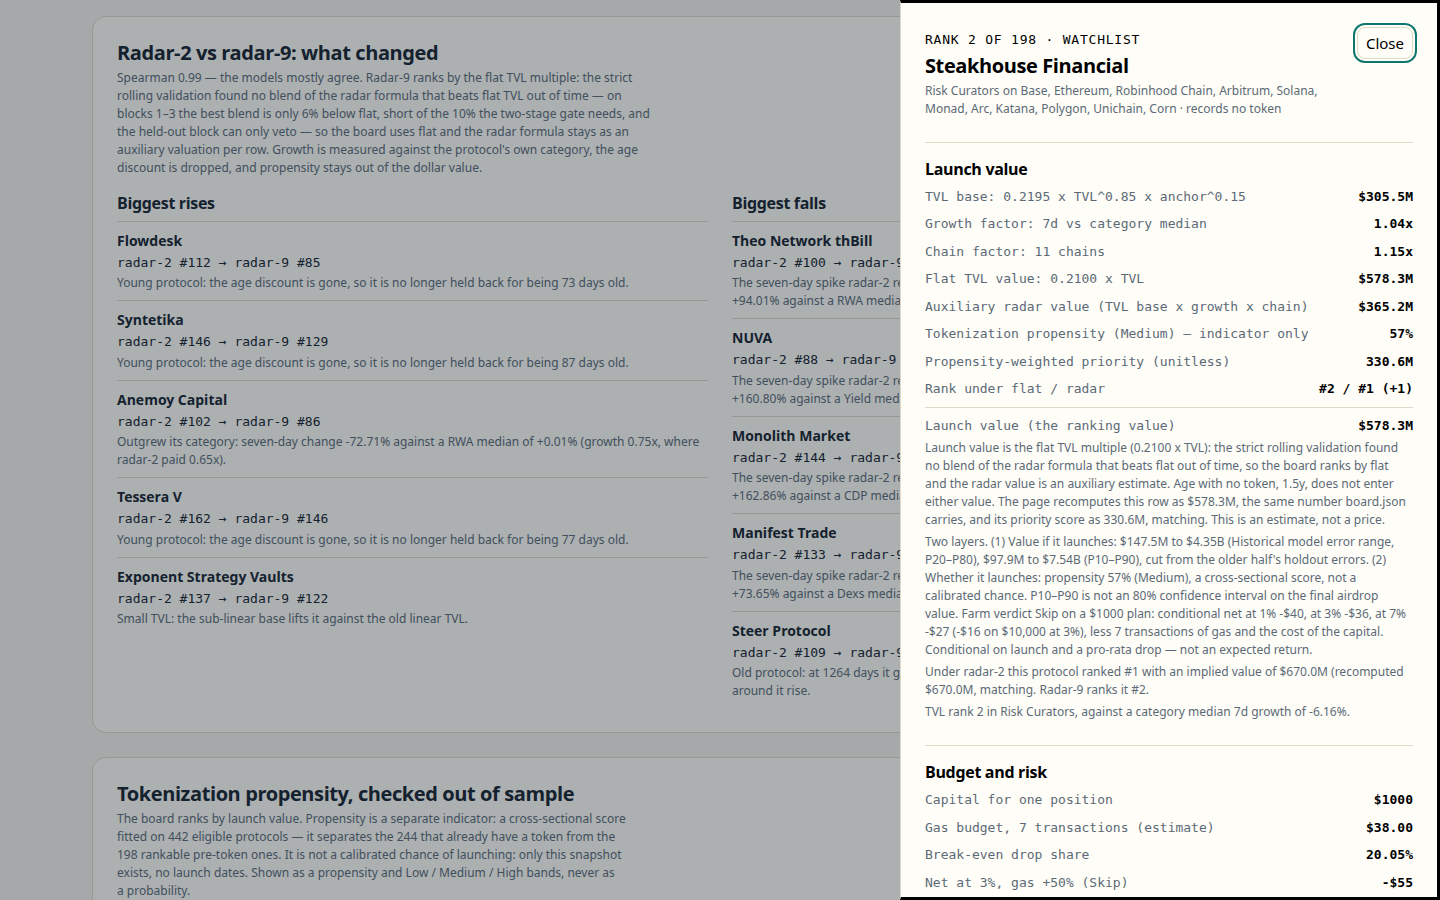 Radar-2 vs radar-9: what changed
Spearman 0.99 — the models mostly agree. Radar-9 ranks by the flat TVL multiple: the strict
rolling validation found no blend of the radar formula that beats flat TVL out of time — on
blocks 1–3 the best blend is only 6% below flat, short of the 10% the two-stage gate needs, and
the held-out block can only veto — so the board uses flat and the radar formula stays as an
auxiliary valuation per row. Growth is measured against the protocol's own category, the age
discount is dropped, and propensity stays out of the dollar value.
Biggest rises
Flowdesk
radar-2 #112 → radar-9 #85
Young protocol: the age discount is gone, so it is no longer held back for being 73 days old.
Syntetika
radar-2 #146 → radar-9 #129
Young protocol: the age discount is gone, so it is no longer held back for being 87 days old.
Anemoy Capital
radar-2 #102 → radar-9 #86
Outgrew its category: seven-day change -72.71% against a RWA median of +0.01% (growth 0.75x, where
radar-2 paid 0.65x).
Tessera V
radar-2 #162 → radar-9 #146
Young protocol: the age discount is gone, so it is no longer held back for being 77 days old.
Exponent Strategy Vaults
radar-2 #137 → radar-9 #122
Small TVL: the sub-linear base lifts it against the old linear TVL.
Biggest falls
Theo Network thBill
radar-2 #100 → radar-9
The seven-day spike radar-2 re
+94.01% against a RWA media
NUVA
radar-2 #88 → radar-9
The seven-day spike radar-2 re
+160.80% against a Yield med
Monolith Market
radar-2 #144 → radar-9
The seven-day spike radar-2 re
+162.86% against a CDP medi
Manifest Trade
radar-2 #133 → radar-9
The seven-day spike radar-2 re
+73.65% against a Dexs media
Steer Protocol
radar-2 #109 → radar-9
Old protocol: at 1264 days it g
around it rise.
Tokenization propensity, checked out of sample
The board ranks by launch value. Propensity is a separate indicator: a cross-sectional score
fitted on 442 eligible protocols — it separates the 244 that already have a token from the
198 rankable pre-token ones. It is not a calibrated chance of launching: only this snapshot
exists, no launch dates. Shown as a propensity and Low / Medium / High bands, never as
a probability.
RANK 2 OF 198 · WATCHLIST
Close
Steakhouse Financial
Risk Curators on Base, Ethereum, Robinhood Chain, Arbitrum, Solana,
Monad, Arc, Katana, Polygon, Unichain, Corn · records no token
Launch value
TVL base: 0.2195 x TVL^0.85 x anchor^0.15 $305.5M
Growth factor: 7d vs category median 1.04x
Chain factor: 11 chains 1.15x
Flat TVL value: 0.2100 x TVL $578.3M
Auxiliary radar value (TVL base x growth x chain) $365.2M
Tokenization propensity (Medium) — indicator only 57%
Propensity-weighted priority (unitless) 330.6M
Rank under flat / radar #2 / #1 (+1)
Launch value (the ranking value) $578.3M
Launch value is the flat TVL multiple (0.2100 x TVL): the strict rolling validation found
no blend of the radar formula that beats flat out of time, so the board ranks by flat
and the radar value is an auxiliary estimate. Age with no token, 1.5y, does not enter
either value. The page recomputes this row as $578.3M, the same number board.json
carries, and its priority score as 330.6M, matching. This is an estimate, not a price.
Two layers. (1) Value if it launches: $147.5M to $4.35B (Historical model error range,
P20–P80), $97.9M to $7.54B (P10–P90), cut from the older half's holdout errors. (2)
Whether it launches: propensity 57% (Medium), a cross-sectional score, not a
calibrated chance. P10–P90 is not an 80% confidence interval on the final airdrop
value. Farm verdict Skip on a $1000 plan: conditional net at 1% -$40, at 3% -$36, at 7%
-$27 (-$16 on $10,000 at 3%), less 7 transactions of gas and the cost of the capital.
Conditional on launch and a pro-rata drop — not an expected return.
Under radar-2 this protocol ranked #1 with an implied value of $670.0M (recomputed
$670.0M, matching. Radar-9 ranks it #2.
TVL rank 2 in Risk Curators, against a category median 7d growth of -6.16%.
Budget and risk
Capital for one position $1000
Gas budget, 7 transactions (estimate) $38.00
Break-even drop share 20.05%
Net at 3%, gas +50% (Skip) -$55